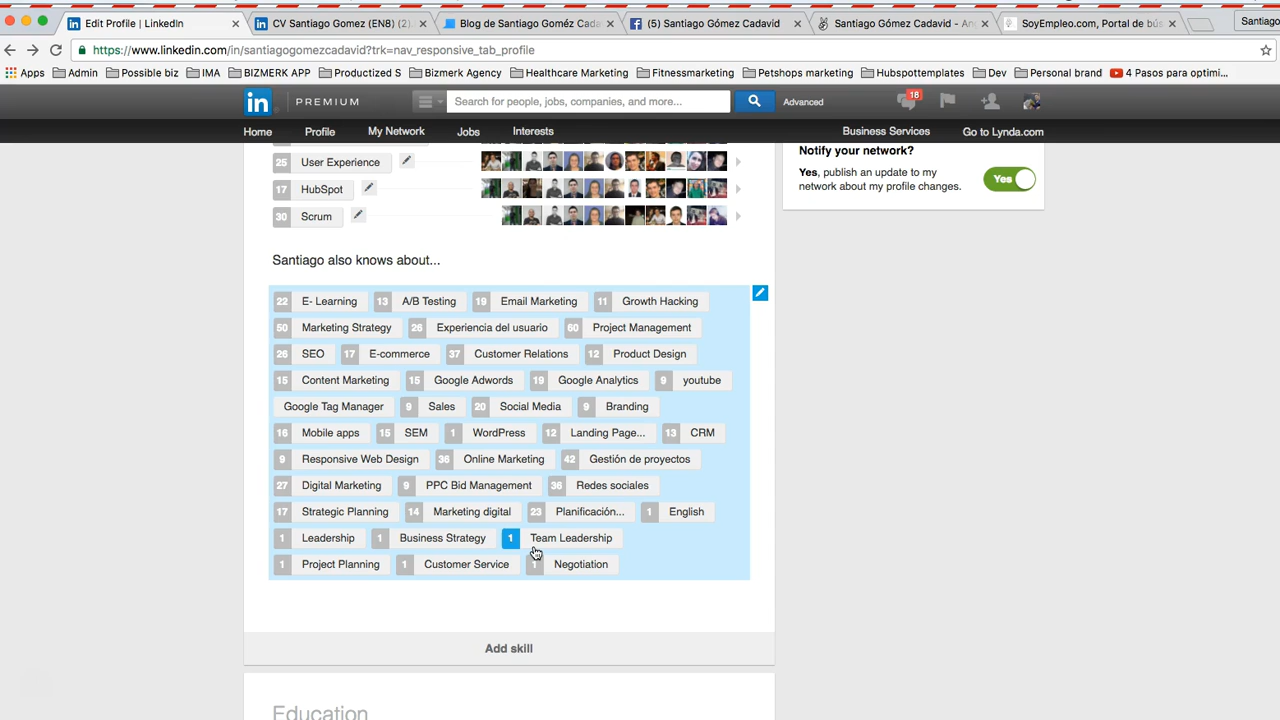 Edit Profile | LinkedIn
CV Santiago Gomez (EN8) (2)
Blog de Santiago Goméz Cada
(5) Santiago Gómez Cadavid
Santiago Gómez Cadavid - An
SoyEmpleo.com, Portal de bús
Santiago
https://www.linkedin.com/in/santiagogomezcadavid?trk=nav_responsive_tab_profile
Apps Admin Possible biz IMA BIZMERK APP Productized S Bizmerk Agency Healthcare Marketing Fitnessmarketing Petshops marketing Hubspottemplates Dev Personal brand 4 Pasos para optimi...
in PREMIUM Search for people, jobs, companies, and more... Advanced 18
Home Profile My Network Jobs Interests Business Services Go to Lynda.com
25 User Experience
17 HubSpot
30 Scrum
Notify your network?
Yes, publish an update to my
network about my profile changes.
Yes
Santiago also knows about...
22 E- Learning 13 A/B Testing 19 Email Marketing 11 Growth Hacking
50 Marketing Strategy 26 Experiencia del usuario 60 Project Management
26 SEO 17 E-commerce 37 Customer Relations 12 Product Design
15 Content Marketing 15 Google Adwords 19 Google Analytics 9 youtube
Google Tag Manager 9 Sales 20 Social Media 9 Branding
16 Mobile apps 15 SEM 1 WordPress 12 Landing Page... 13 CRM
9 Responsive Web Design 36 Online Marketing 42 Gestión de proyectos
27 Digital Marketing 9 PPC Bid Management 36 Redes sociales
17 Strategic Planning 14 Marketing digital 23 Planificación... 1 English
1 Leadership 1 Business Strategy 1 Team Leadership
1 Project Planning 1 Customer Service 1 Negotiation
Add skill
Education